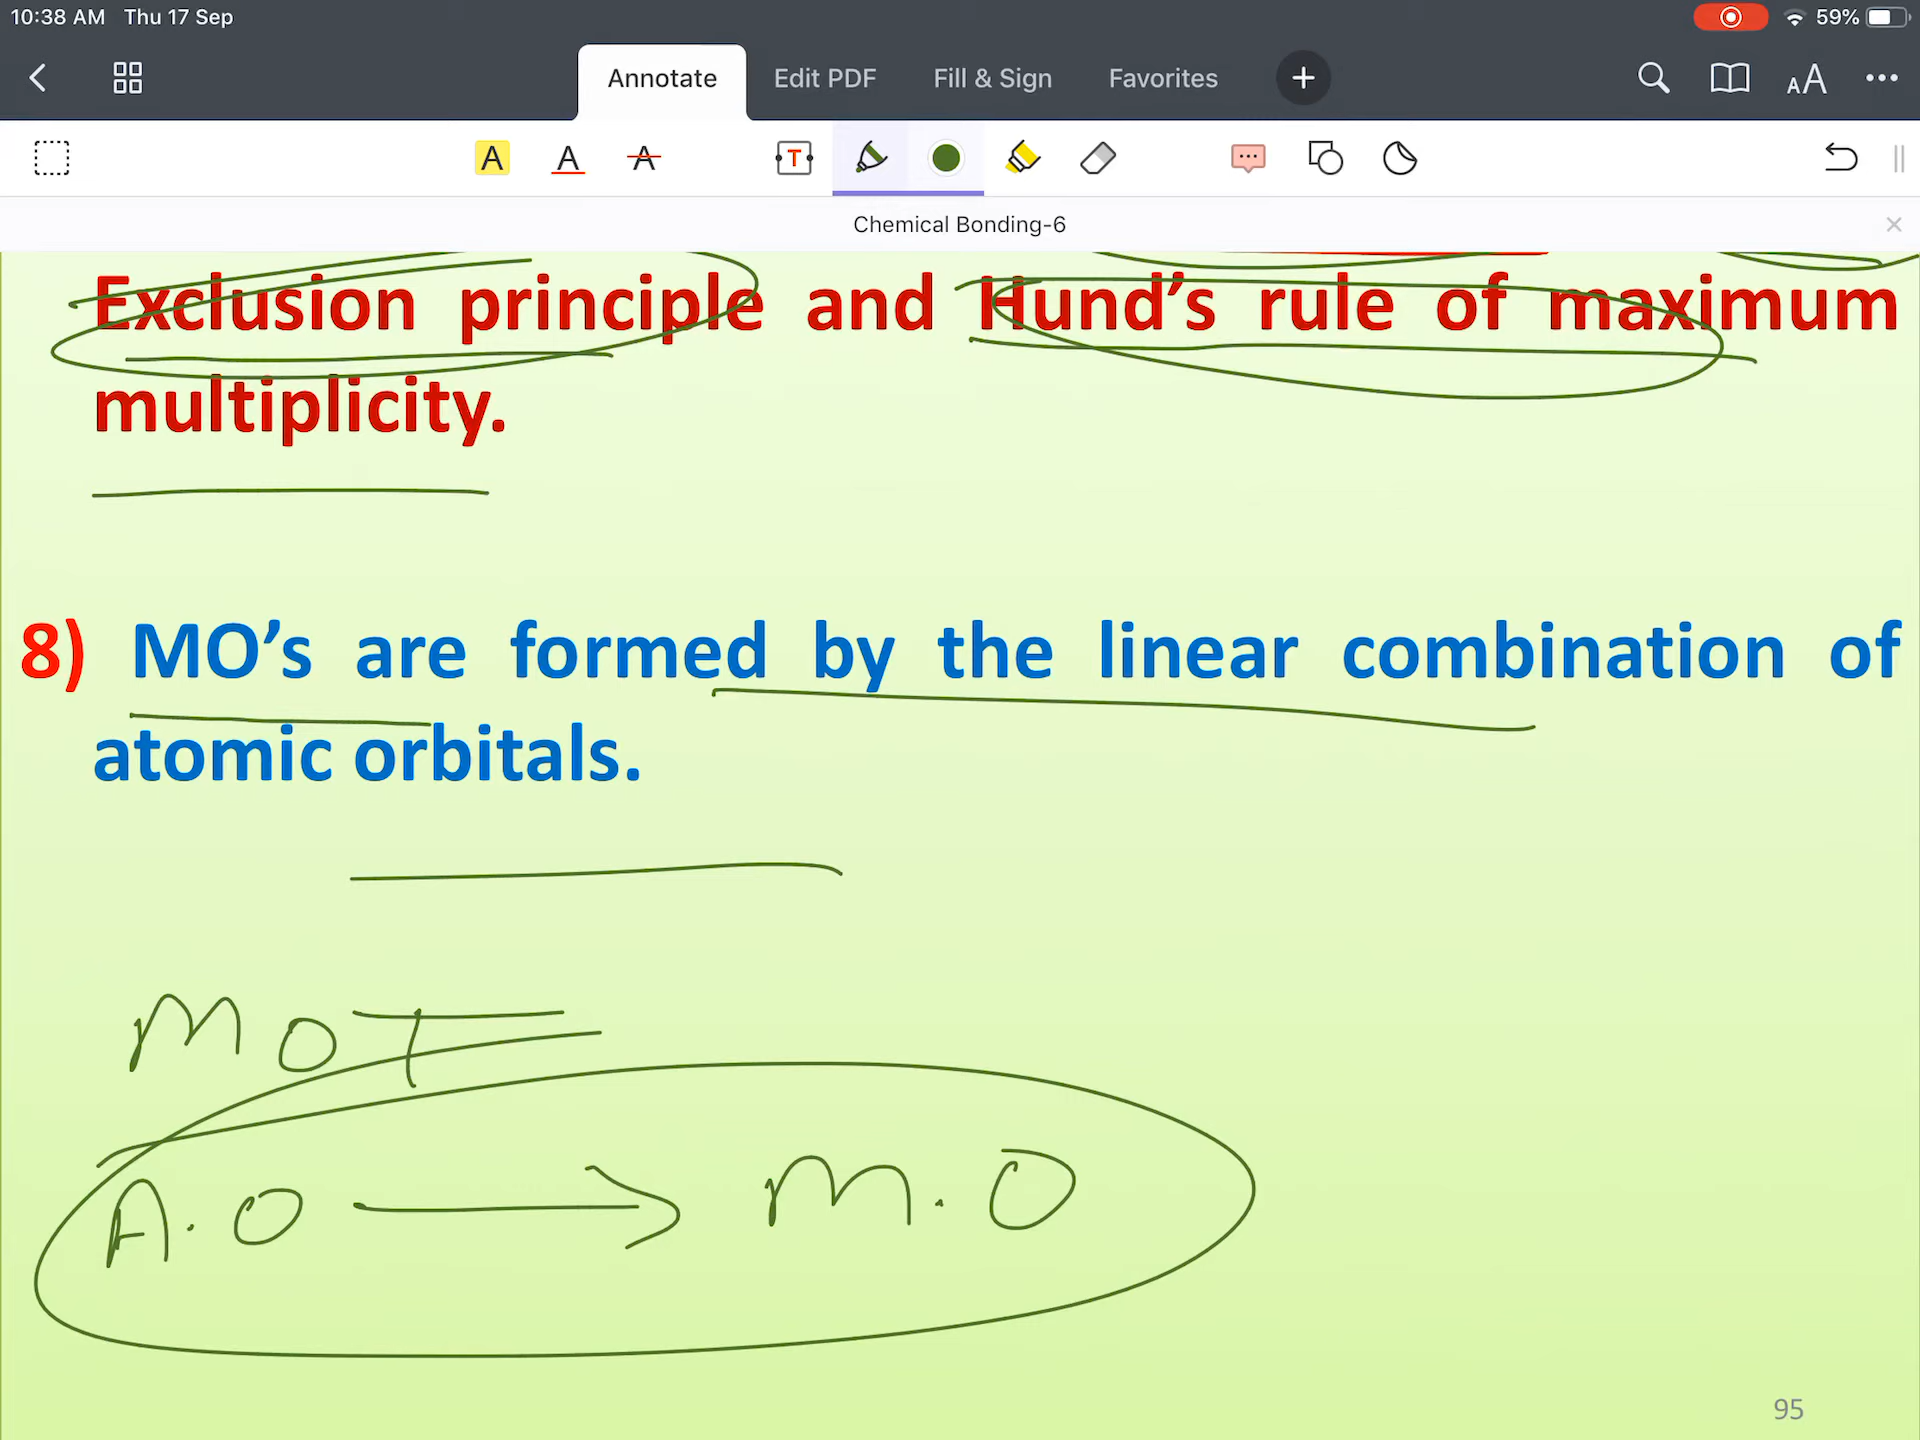 10:38 AM Thu 17 Sep 59%
Annotate Edit PDF Fill & Sign Favorites
Chemical Bonding-6
Exclusion principle and Hund's rule of maximum
multiplicity.
8) MO's are formed by the linear combination of
atomic orbitals.
MOT
A.O → M.O
95